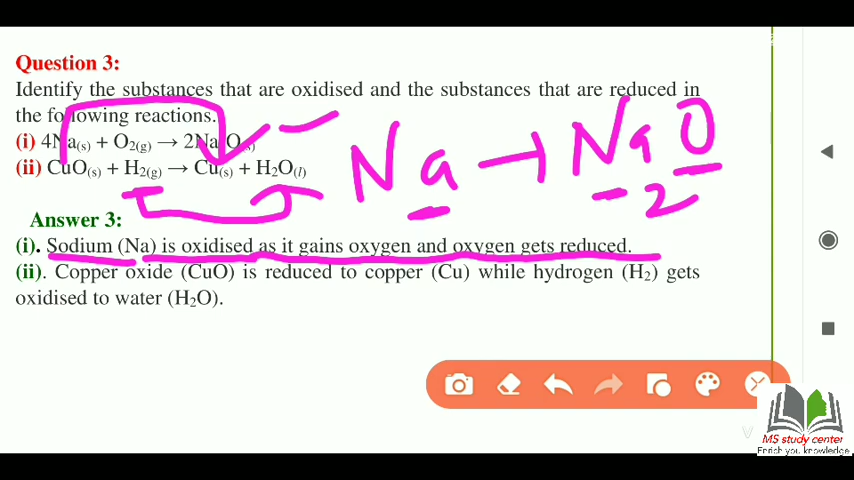 Question 3:
Identify the substances that are oxidised and the substances that are reduced in
the following reactions.
(i) 4Na(s) + O2(g) → 2Na2O(s)
(ii) CuO(s) + H2(g) → Cu(s) + H2O(l)
Na → Na2O
Answer 3:
(i). Sodium (Na) is oxidised as it gains oxygen and oxygen gets reduced.
(ii). Copper oxide (CuO) is reduced to copper (Cu) while hydrogen (H2) gets
oxidised to water (H2O).
MS study center
Enrich you knowledge